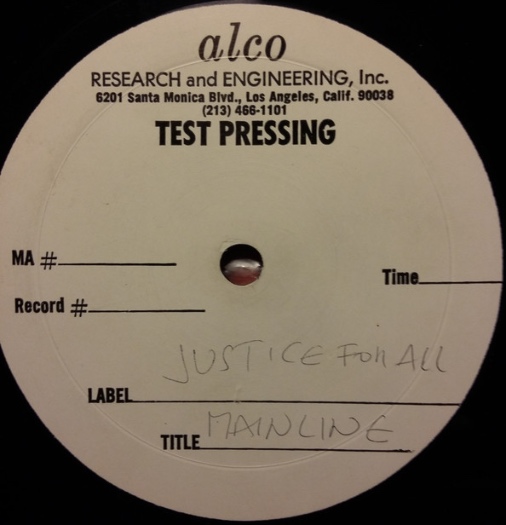 alco
RESEARCH and ENGINEERING, Inc.
6201 Santa Monica Blvd., Los Angeles, Calif. 90038
(213) 466-1101
TEST PRESSING
MA #
Time
Record #
JUSTICE FOR ALL
LABEL
MAINLINE
TITLE